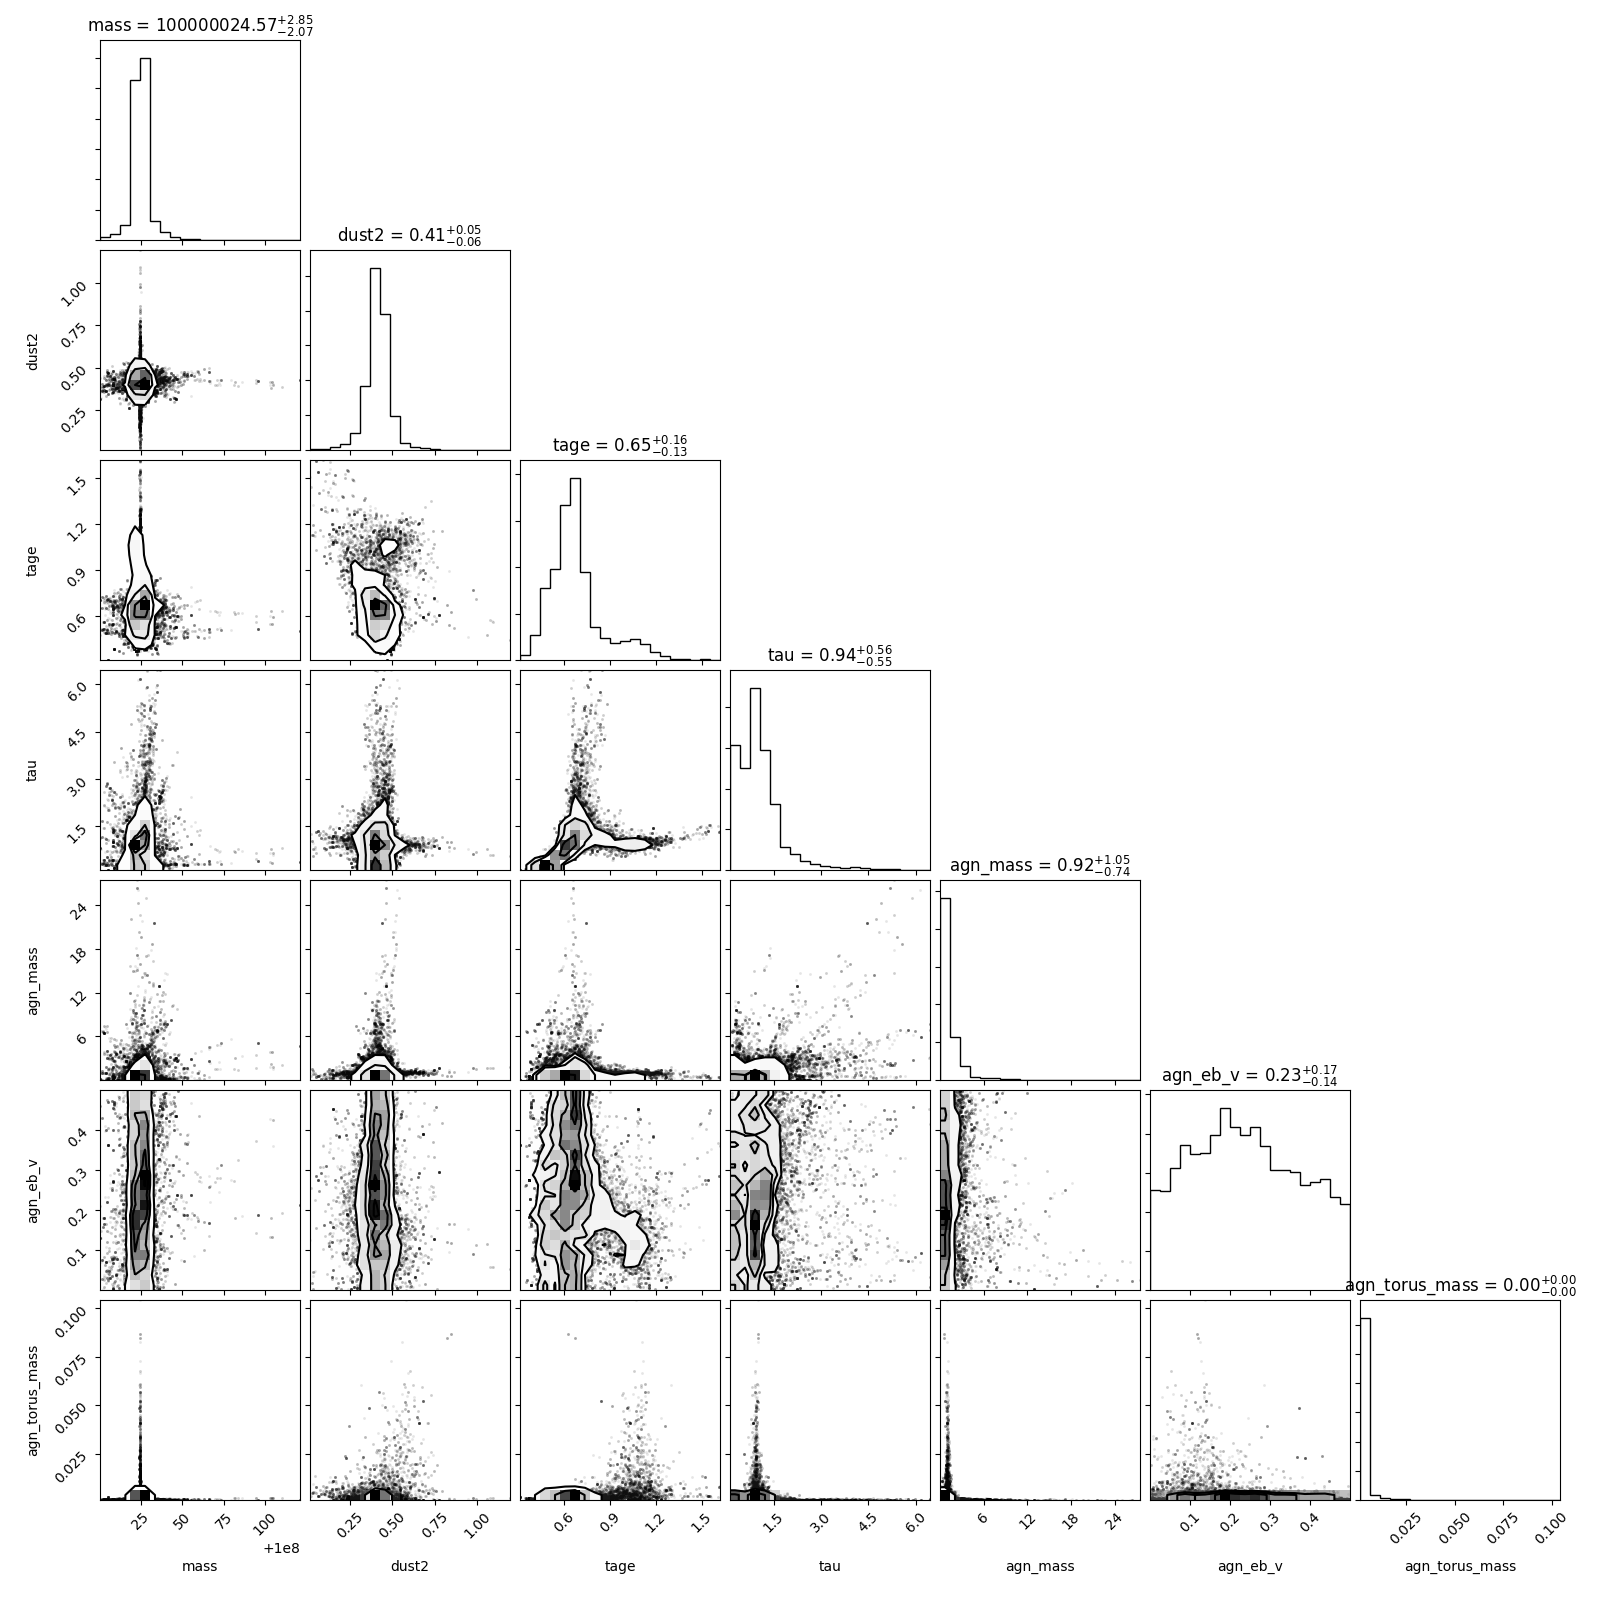 mass = 100000024.57+2.85−2.07
dust2 = 0.41+0.05−0.06
dust2
1.00
0.75
0.50
0.25
tage = 0.65+0.16−0.13
tage
1.5
1.2
0.9
0.6
tau = 0.94+0.56−0.55
tau
6.0
4.5
3.0
1.5
agn_mass = 0.92+1.05−0.74
agn_mass
24
18
12
6
agn_eb_v = 0.23+0.17−0.14
agn_eb_v
0.4
0.3
0.2
0.1
agn_torus_mass = 0.00+0.00−0.00
agn_torus_mass
0.100
0.075
0.050
0.025
25 50 75 100 0.25 0.50 0.75 1.00 0.6 0.9 1.2 1.5 1.5 3.0 4.5 6.0 6 12 18 24 0.1 0.2 0.3 0.4 0.025 0.050 0.075 0.100
+1e8
mass dust2 tage tau agn_mass agn_eb_v agn_torus_mass